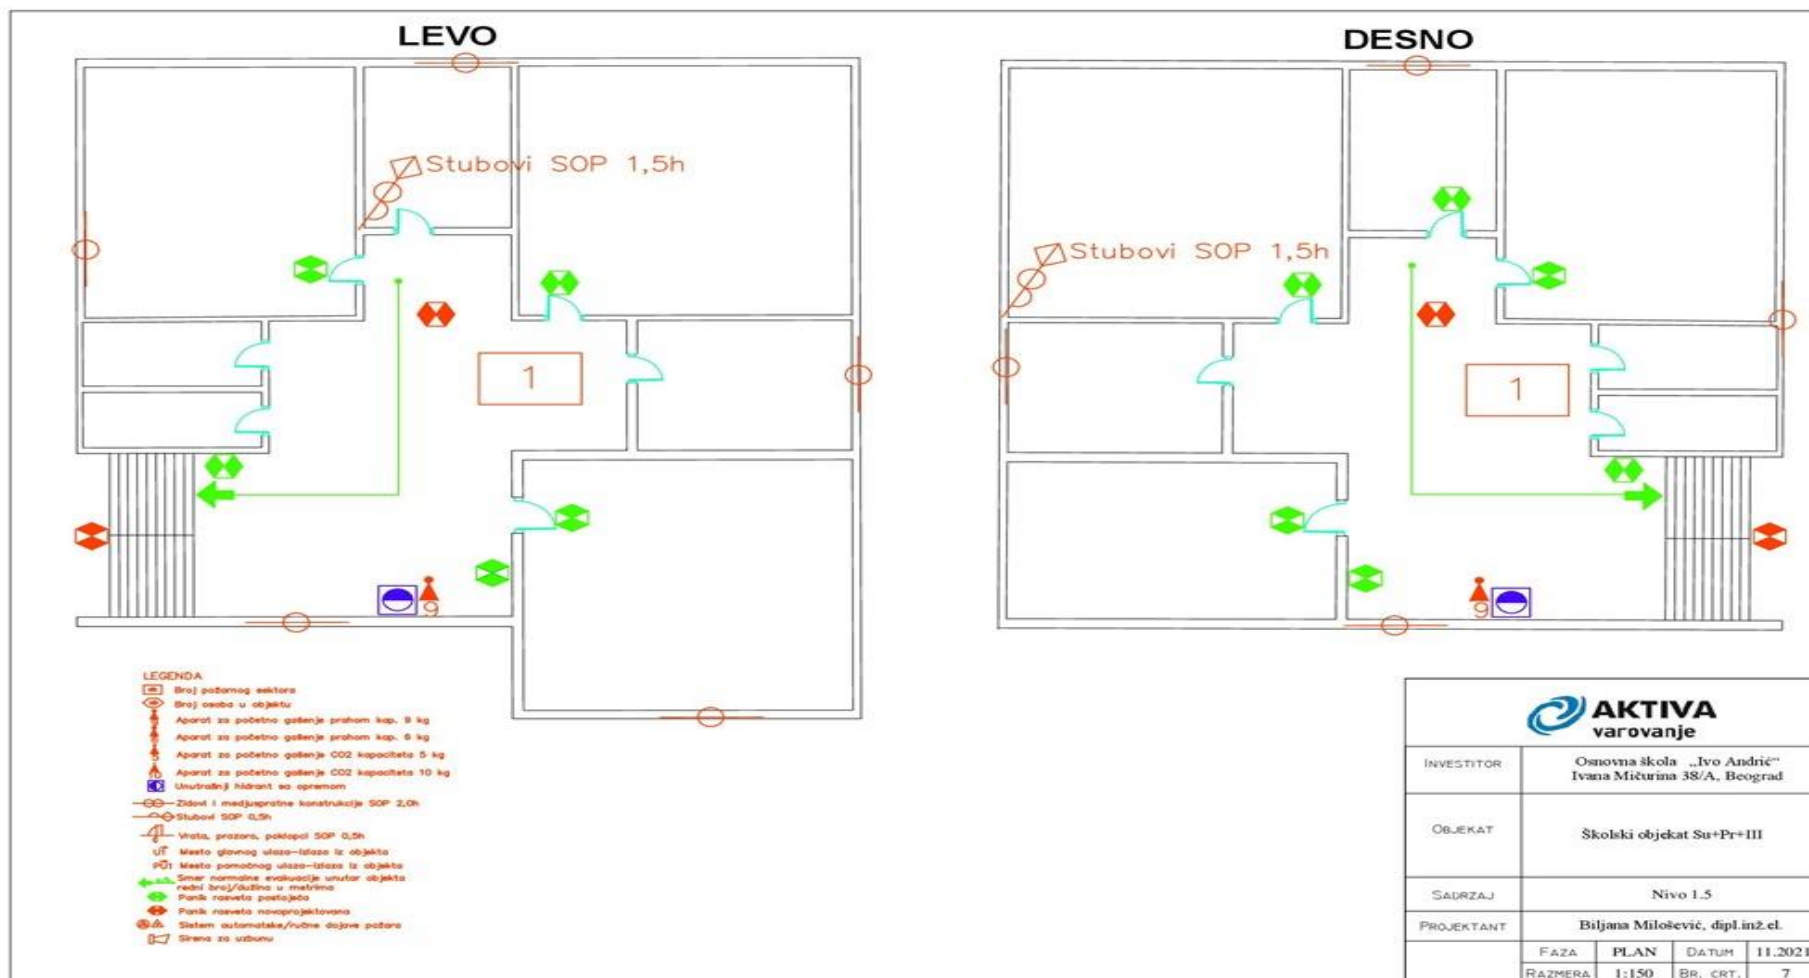 LEVO
DESNO
Stubovi SOP 1,5h
Stubovi SOP 1,5h
1
1
9
9
LEGENDA
Broj požarnog sektora
Broj osoba u objektu
Aparat za početno gašenje prahom kap. 9 kg
Aparat za početno gašenje prahom kap. 6 kg
Aparat za početno gašenje CO2 kapaciteta 5 kg
Aparat za početno gašenje CO2 kapaciteta 10 kg
Unutrašnji hidrant sa opremom
Zidovi i medjuspratne konstrukcije SOP 2,0h
Stubovi SOP 0,5h
Vrata, prozora, poklopci SOP 0,5h
Mesto glavnog ulaza-izlaza iz objekta
Mesto pomoćnog ulaza-izlaza iz objekta
Smer normalne evakuacije unutar objekta
redni broj/dužina u metrima
Panik rasveta postojeća
Panik rasveta novoprojektovana
Sistem automatske/ručne dojave požara
Sirena za uzbunu
AKTIVA
varovanje
INVESTITOR
Osnovna škola „Ivo Andrić“
Ivana Mičurina 38/A, Beograd
OBJEKAT
Školski objekat Su+Pr+III
SADRZAJ
Nivo 1.5
PROJEKTANT
Biljana Milošević, dipl.inž.el.
FAZA PLAN DATUM 11.2021
RAZMERA 1:150 BR. CRT. 7